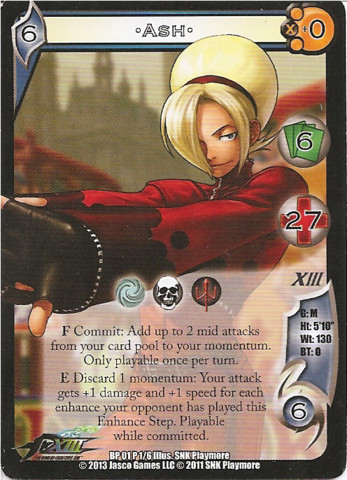 6
·ASH·
X +0
6
27
XIII
G: M
Ht: 5'10"
Wt: 130
BT: 0
F Commit: Add up to 2 mid attacks
from your card pool to your momentum.
Only playable once per turn.
E Discard 1 momentum: Your attack
gets +1 damage and +1 speed for each
enhance your opponent has played this
Enhance Step. Playable
while committed.
6
XIII
BP 01 P 1/6 Illus. SNK Playmore
© 2013 Jasco Games LLC © 2011 SNK Playmore